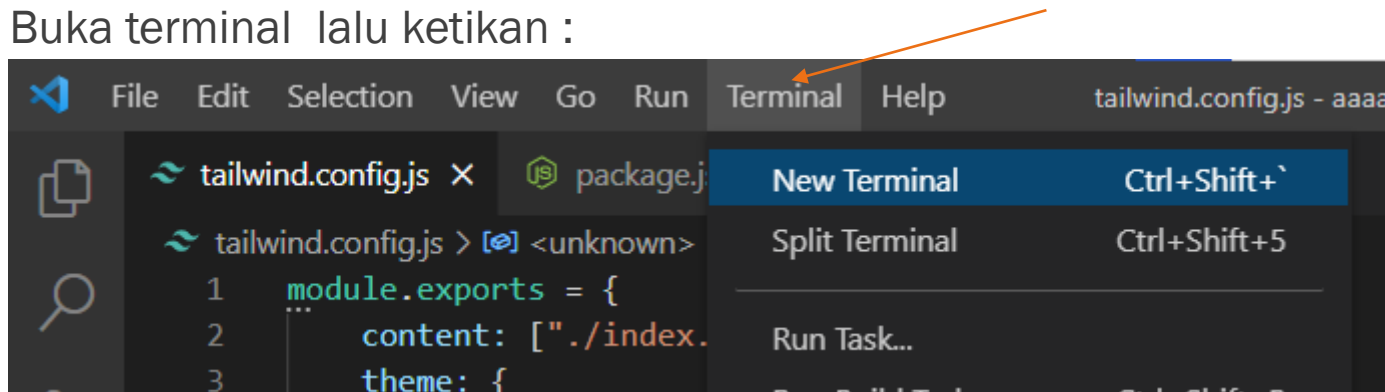 Buka terminal lalu ketikan :
File Edit Selection View Go Run Terminal Help tailwind.config.js - aaaa
tailwind.config.js package.j
New Terminal Ctrl+Shift+`
tailwind.config.js > <unknown>
Split Terminal Ctrl+Shift+5
1 module.exports = {
2 content: ["./index.
Run Task...
3 theme: {